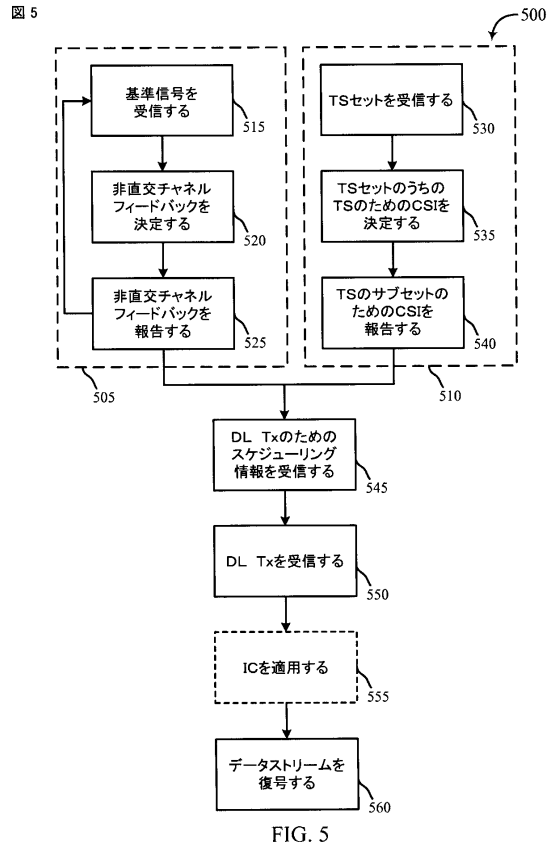 図 5
500
基準信号を
受信する
515
非直交チャネル
フィードバックを
決定する
520
非直交チャネル
フィードバックを
報告する
525
505
TSセットを受信する
530
TSセットのうちの
TSのためのCSIを
決定する
535
TSのサブセットの
ためのCSIを
報告する
540
510
DL Txのための
スケジューリング
情報を受信する
545
DL Txを受信する
550
ICを適用する
555
データストリームを
復号する
560
FIG. 5